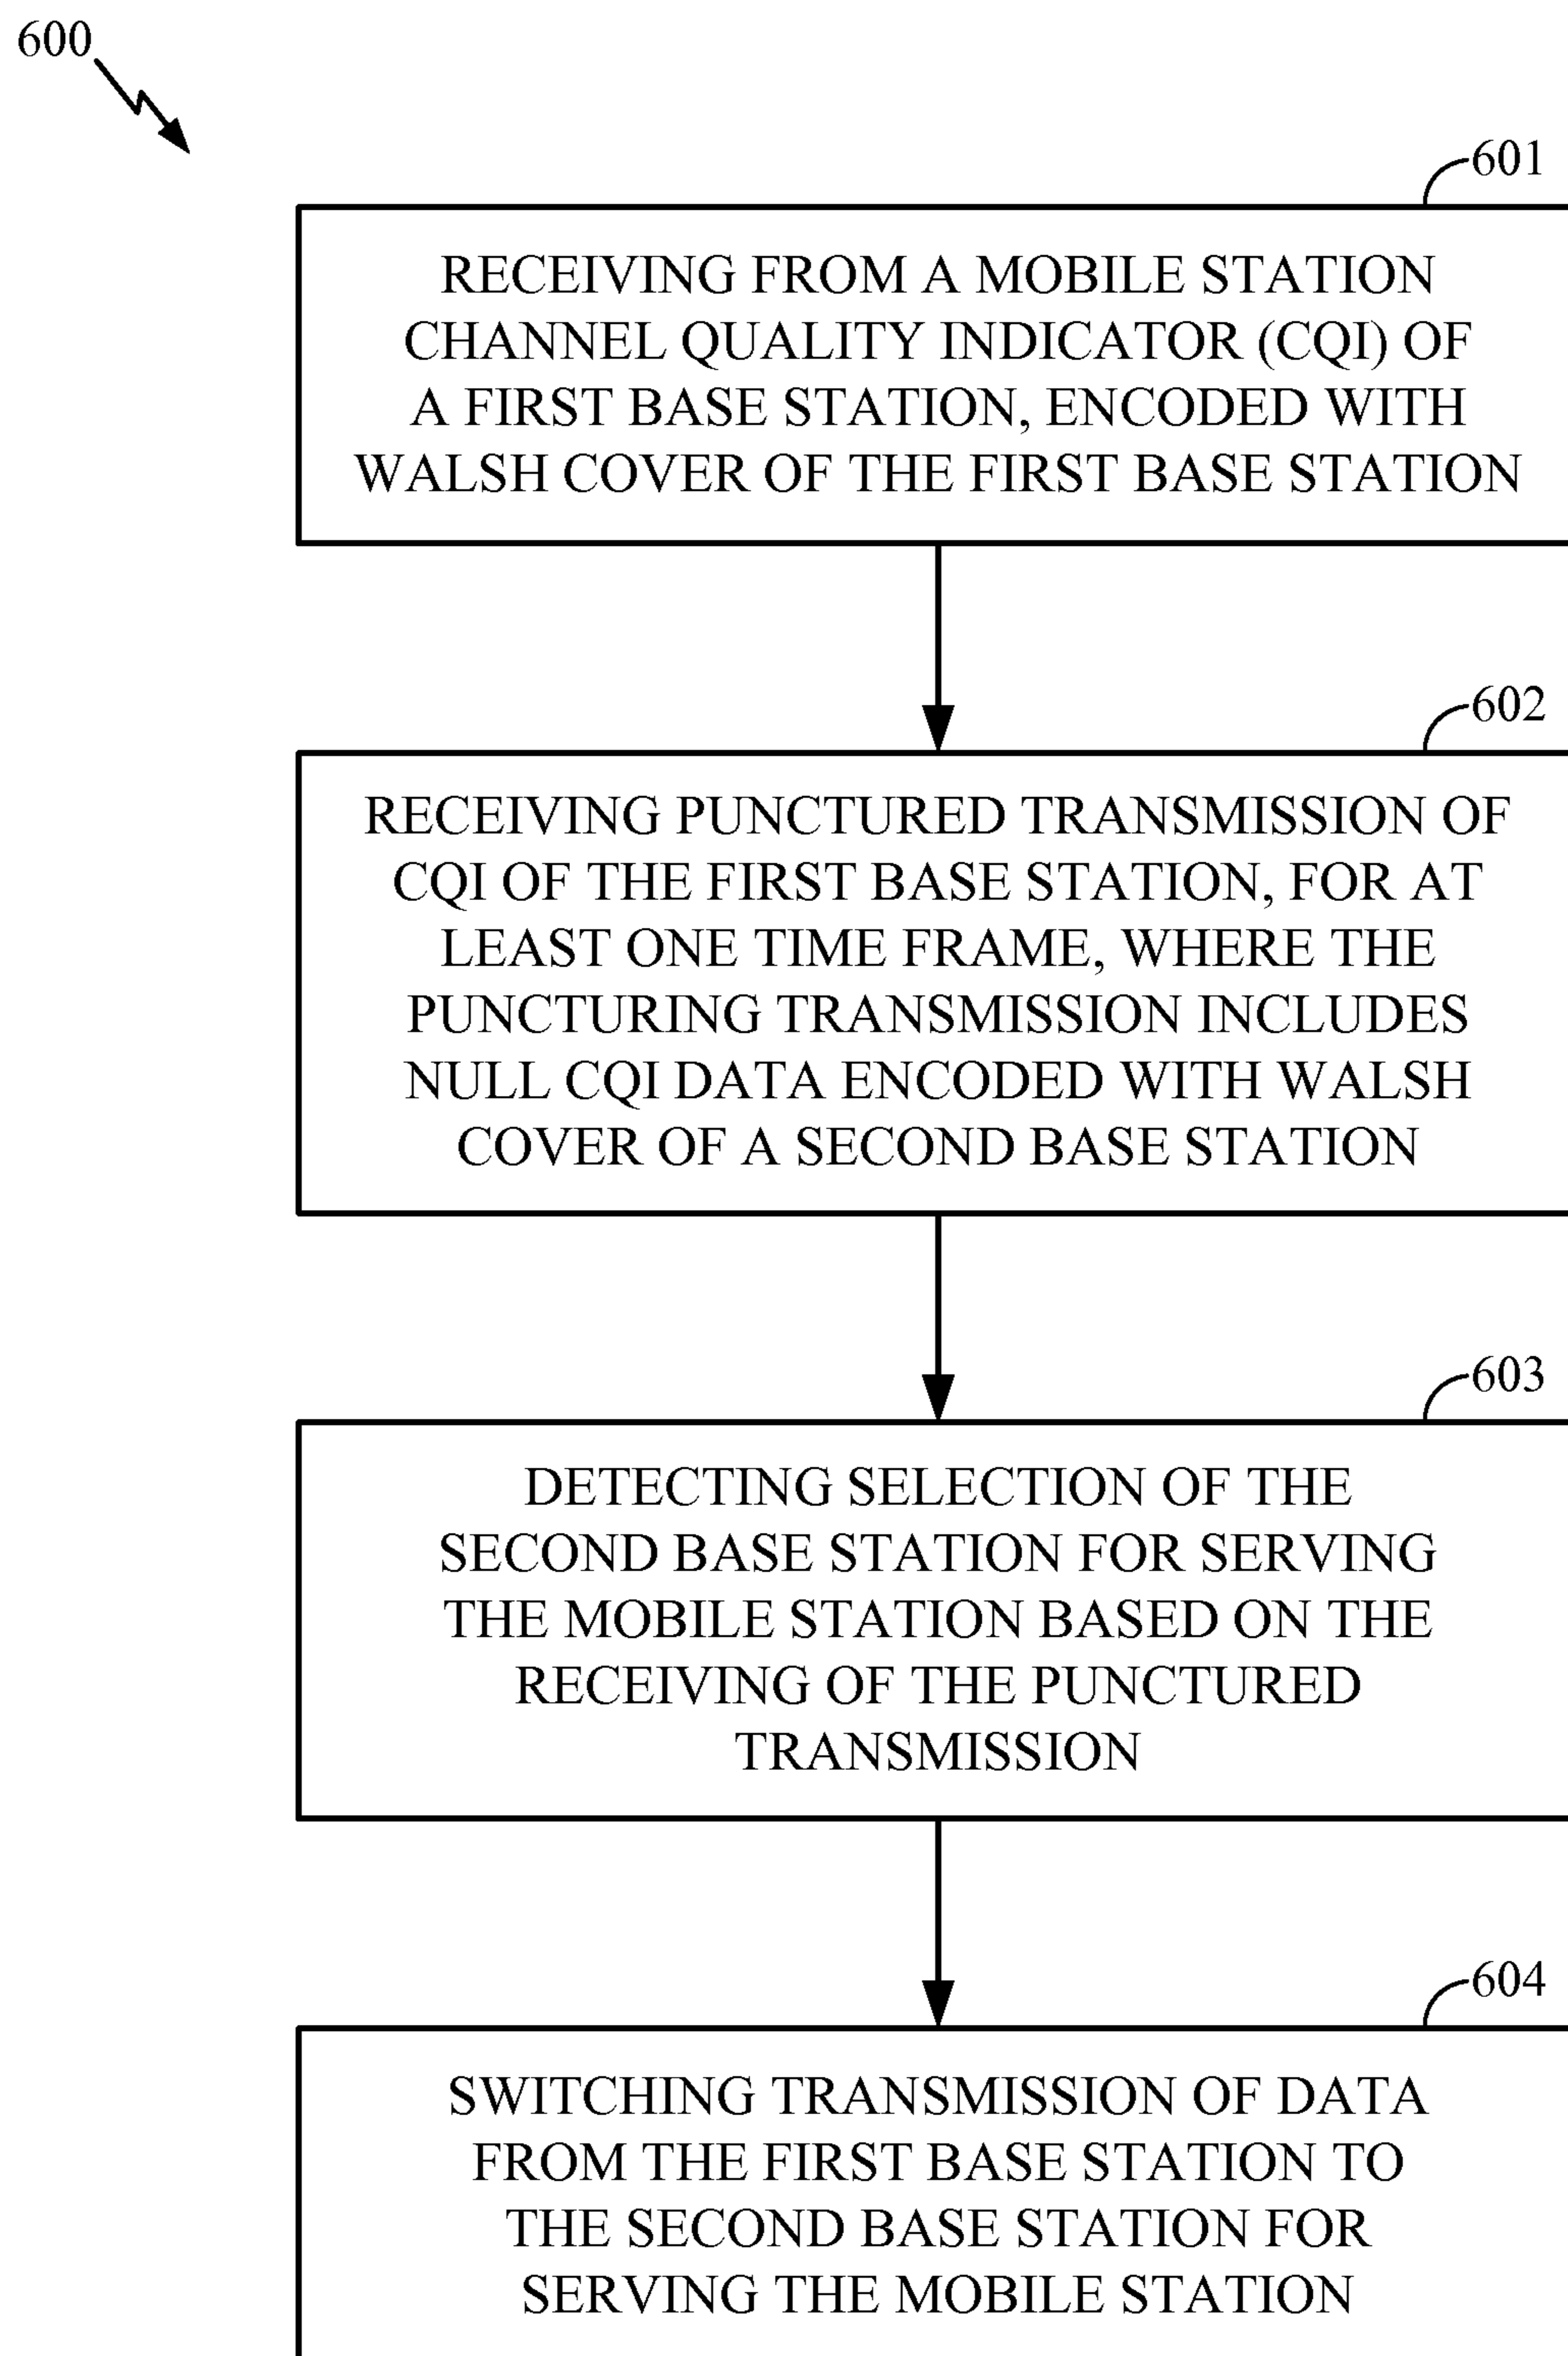 600
601
RECEIVING FROM A MOBILE STATION
CHANNEL QUALITY INDICATOR (CQI) OF
A FIRST BASE STATION, ENCODED WITH
WALSH COVER OF THE FIRST BASE STATION
602
RECEIVING PUNCTURED TRANSMISSION OF
CQI OF THE FIRST BASE STATION, FOR AT
LEAST ONE TIME FRAME, WHERE THE
PUNCTURING TRANSMISSION INCLUDES
NULL CQI DATA ENCODED WITH WALSH
COVER OF A SECOND BASE STATION
603
DETECTING SELECTION OF THE
SECOND BASE STATION FOR SERVING
THE MOBILE STATION BASED ON THE
RECEIVING OF THE PUNCTURED
TRANSMISSION
604
SWITCHING TRANSMISSION OF DATA
FROM THE FIRST BASE STATION TO
THE SECOND BASE STATION FOR
SERVING THE MOBILE STATION